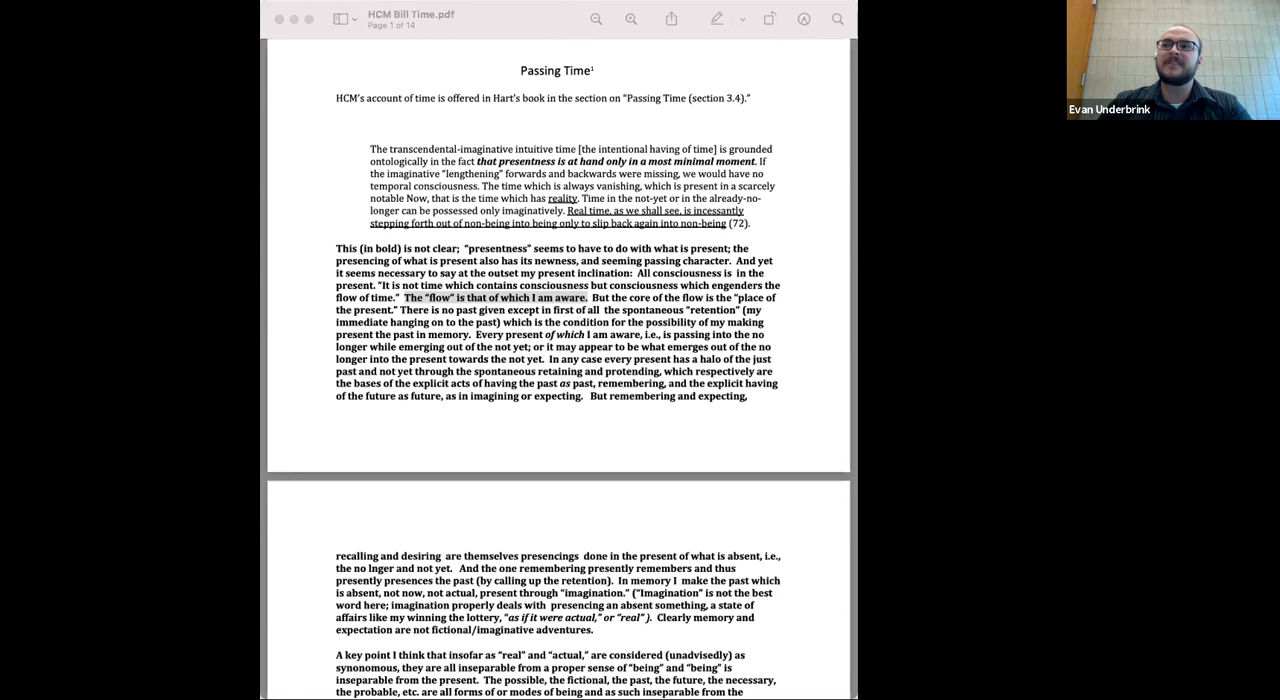 HCM Bill Time.pdf
Page 1 of 14
Evan Underbrink
Passing Time¹
HCM's account of time is offered in Hart's book in the section on "Passing Time (section 3.4)."
The transcendental-imaginative intuitive time [the intentional having of time] is grounded
ontologically in the fact that presentness is at hand only in a most minimal moment. If
the imaginative "lengthening" forwards and backwards were missing, we would have no
temporal consciousness. The time which is always vanishing, which is present in a scarcely
notable Now, that is the time which has reality. Time in the not-yet or in the already-no-
longer can be possessed only imaginatively. Real time, as we shall see, is incessantly
stepping forth out of non-being into being only to slip back again into non-being (72).
This (in bold) is not clear; "presentness" seems to have to do with what is present; the
presencing of what is present also has its newness, and seeming passing character. And yet
it seems necessary to say at the outset my present inclination: All consciousness is in the
present. "It is not time which contains consciousness but consciousness which engenders the
flow of time." The "flow" is that of which I am aware. But the core of the flow is the "place of
the present." There is no past given except in first of all the spontaneous "retention" (my
immediate hanging on to the past) which is the condition for the possibility of my making
present the past in memory. Every present of which I am aware, i.e., is passing into the no
longer while emerging out of the not yet; or it may appear to be what emerges out of the no
longer into the present towards the not yet. In any case every present has a halo of the just
past and not yet through the spontaneous retaining and protending, which respectively are
the bases of the explicit acts of having the past as past, remembering, and the explicit having
of the future as future, as in imagining or expecting. But remembering and expecting,
recalling and desiring are themselves presencings done in the present of what is absent, i.e.,
the no lnger and not yet. And the one remembering presently remembers and thus
presently presences the past (by calling up the retention). In memory I make the past which
is absent, not now, not actual, present through "imagination." ("Imagination" is not the best
word here; imagination properly deals with presencing an absent something, a state of
affairs like my winning the lottery, "as if it were actual," or "real" ). Clearly memory and
expectation are not fictional/imaginative adventures.
A key point I think that insofar as "real" and "actual," are considered (unadvisedly) as
synonomous, they are all inseparable from a proper sense of "being" and "being" is
inseparable from the present. The possible, the fictional, the past, the future, the necessary,
the probable, etc. are all forms of or modes of being and as such inseparable from the